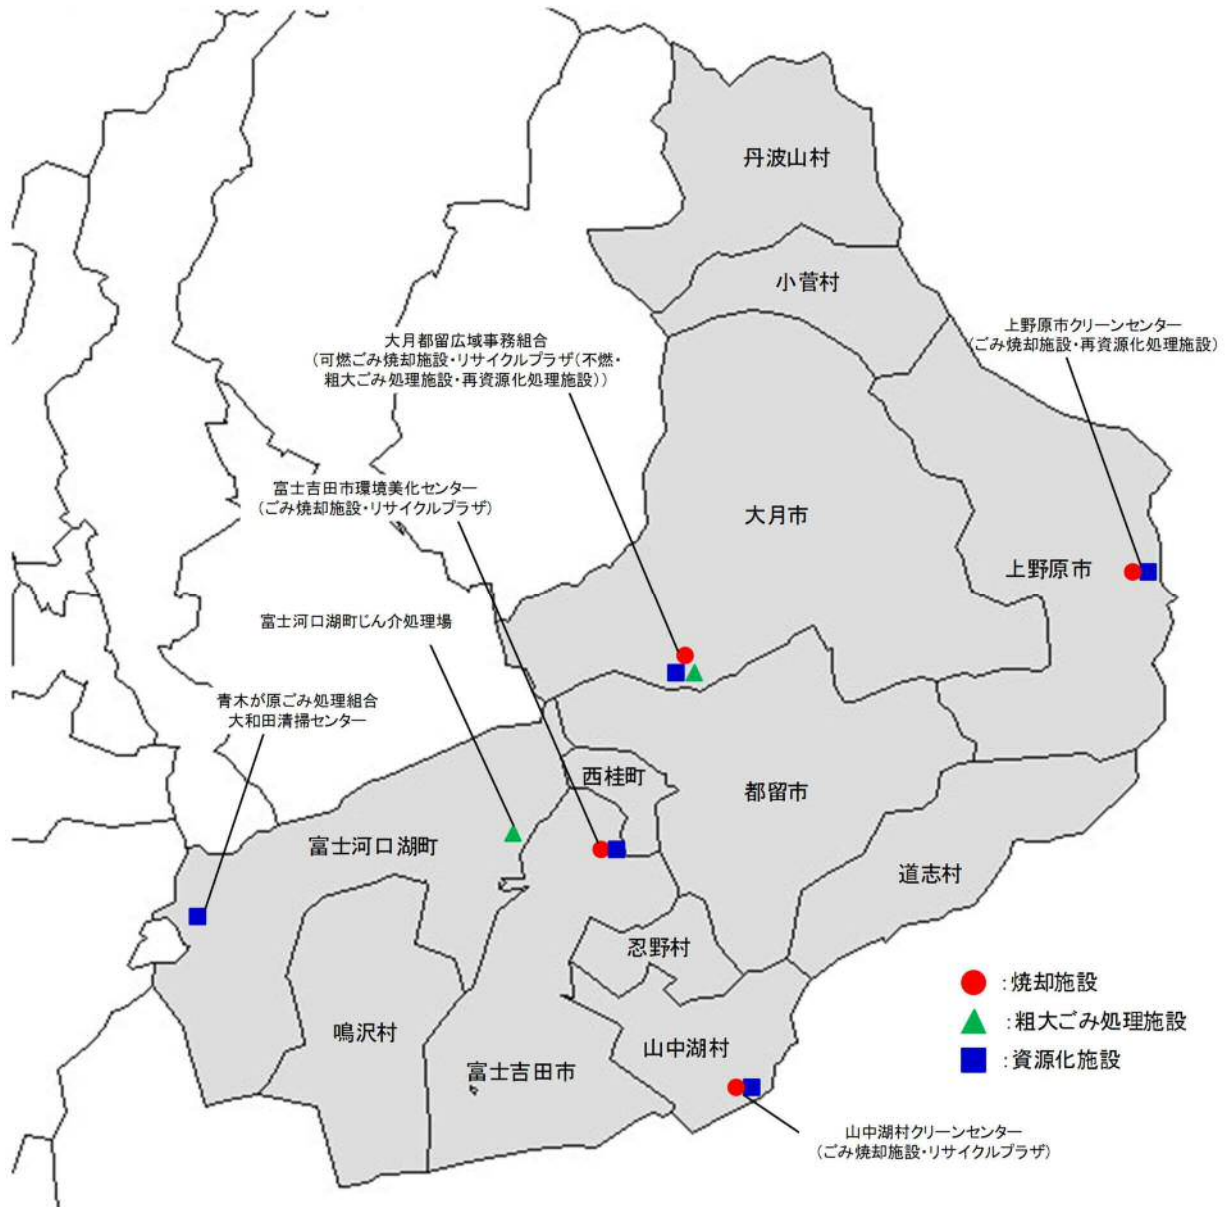 丹波山村
小菅村
上野原市クリーンセンター
(ごみ焼却施設・再資源化処理施設)
大月都留広域事務組合
(可燃ごみ焼却施設・リサイクルプラザ(不燃・
粗大ごみ処理施設・再資源化処理施設))
富士吉田市環境美化センター
(ごみ焼却施設・リサイクルプラザ)
大月市
上野原市
富士河口湖町じん介処理場
青木が原ごみ処理組合
大和田清掃センター
西桂町
都留市
富士河口湖町
道志村
忍野村
鳴沢村
山中湖村
富士吉田市
:焼却施設
:粗大ごみ処理施設
:資源化施設
山中湖村クリーンセンター
(ごみ焼却施設・リサイクルプラザ)